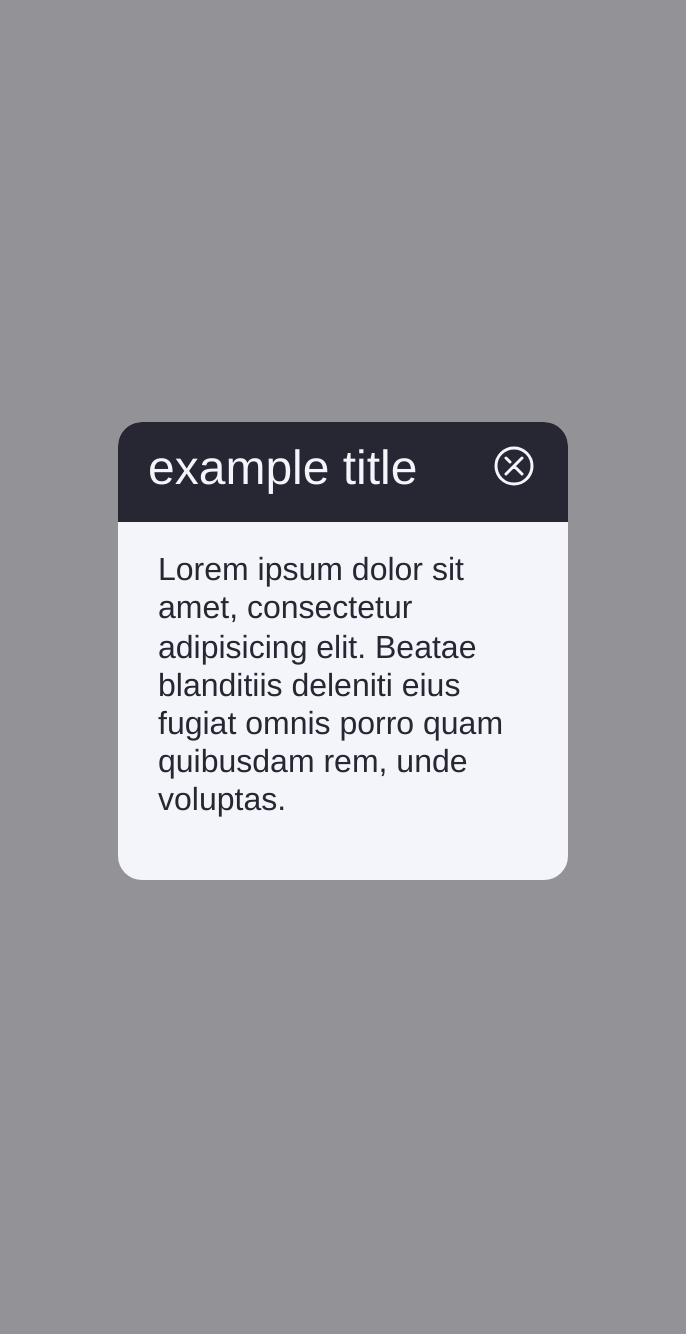 example title
Lorem ipsum dolor sit
amet, consectetur
adipisicing elit. Beatae
blanditiis deleniti eius
fugiat omnis porro quam
quibusdam rem, unde
voluptas.